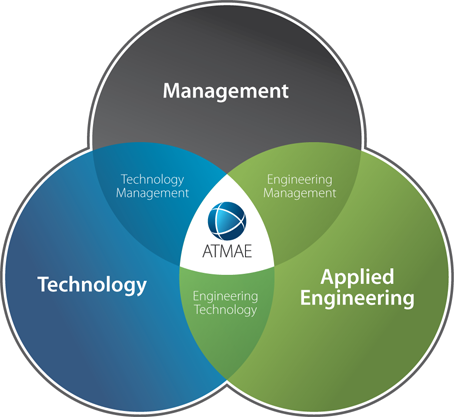 Management
Technology
Management
Engineering
Management
ATMAE
Technology
Applied
Engineering
Engineering
Technology